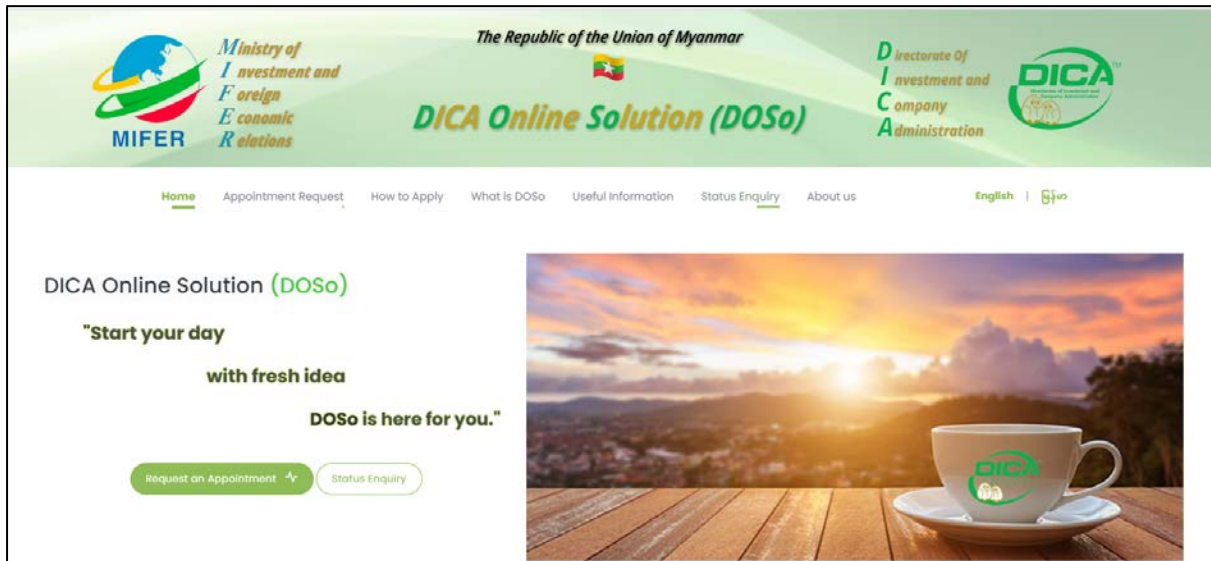 The Republic of the Union of Myanmar
Ministry of
Investment and
Foreign
Economic
Relations
MIFER
DICA Online Solution (DOSo)
Directorate Of
Investment and
Company
Administration
DICA
Home Appointment Request How to Apply What is DOSo Useful Information Status Enquiry About us English | မြန်မာ
DICA Online Solution (DOSo)
"Start your day
with fresh idea
DOSo is here for you."
Request an Appointment Status Enquiry
DICA